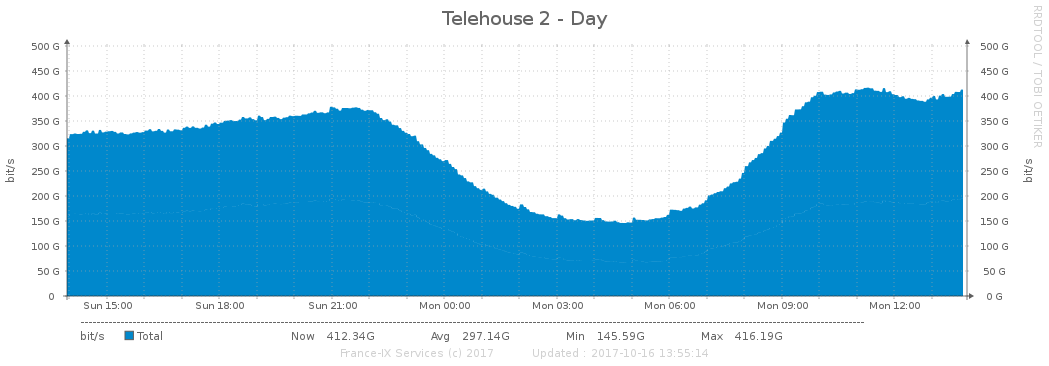 Telehouse 2 - Day
RRDTOOL / TOBI OETIKER
500 G 500 G
450 G 450 G
400 G 400 G
350 G 350 G
300 G 300 G
250 G 250 G
200 G 200 G
150 G 150 G
100 G 100 G
50 G 50 G
0 0 G
bit/s bit/s
Sun 15:00 Sun 18:00 Sun 21:00 Mon 00:00 Mon 03:00 Mon 06:00 Mon 09:00 Mon 12:00
bit/s Total Now 412.34G Avg 297.14G Min 145.59G Max 416.19G
France-IX Services (c) 2017 Updated : 2017-10-16 13:55:14